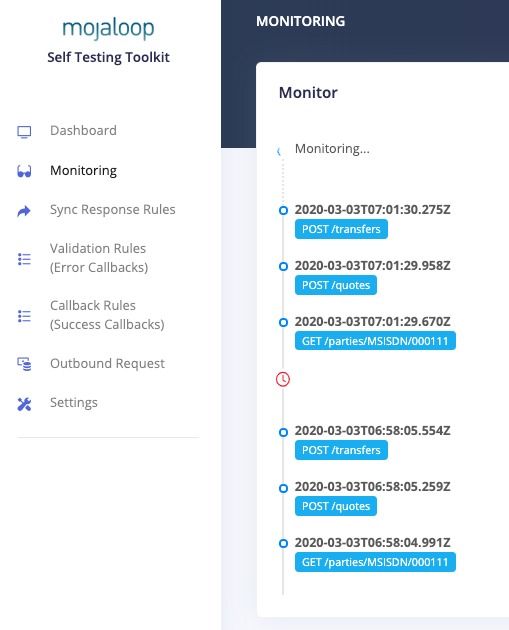 mojaloop
Self Testing Toolkit
Dashboard
Monitoring
Sync Response Rules
Validation Rules
(Error Callbacks)
Callback Rules
(Success Callbacks)
Outbound Request
Settings
MONITORING
Monitor
Monitoring...
2020-03-03T07:01:30.275Z
POST /transfers
2020-03-03T07:01:29.958Z
POST /quotes
2020-03-03T07:01:29.670Z
GET /parties/MSISDN/000111
2020-03-03T06:58:05.554Z
POST /transfers
2020-03-03T06:58:05.259Z
POST /quotes
2020-03-03T06:58:04.991Z
GET /parties/MSISDN/000111